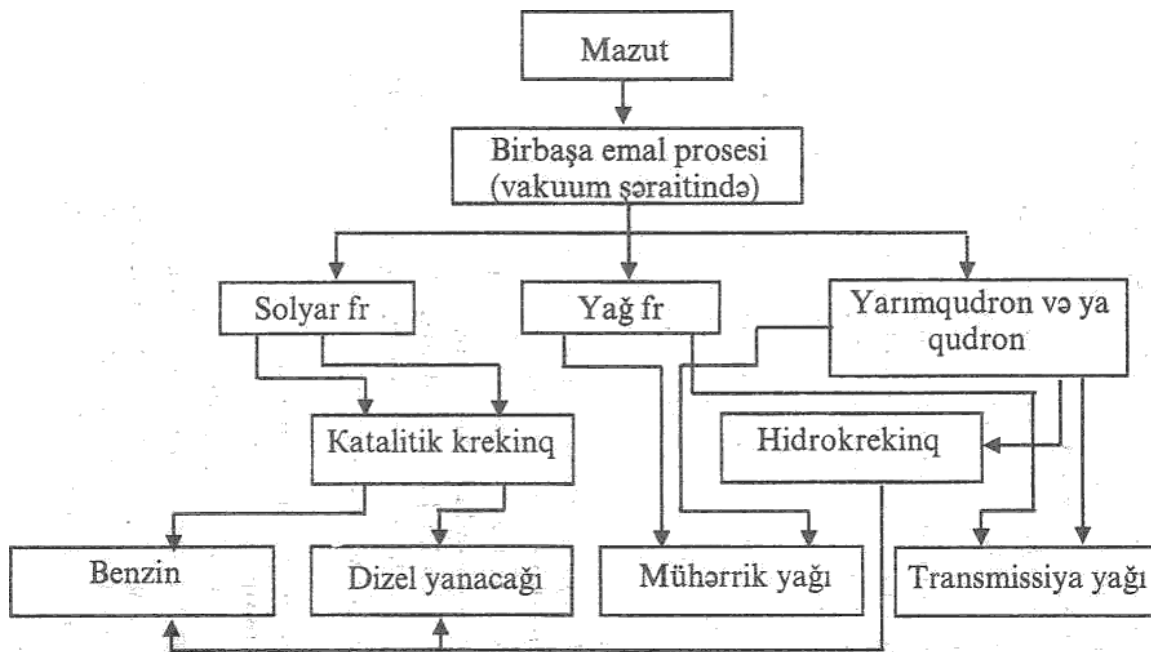 Mazut
Birbaşa emal prosesi
(vakuum şəraitində)
Solyar fr
Yağ fr
Yarımqudron və ya
qudron
Katalitik krekinq
Hidrokrekinq
Benzin
Dizel yanacağı
Mühərrik yağı
Transmissiya yağı